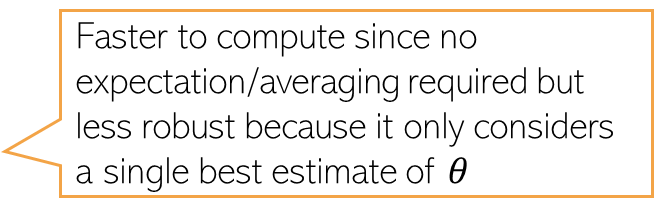 Faster to compute since no
expectation/averaging required but
less robust because it only considers
a single best estimate of θ